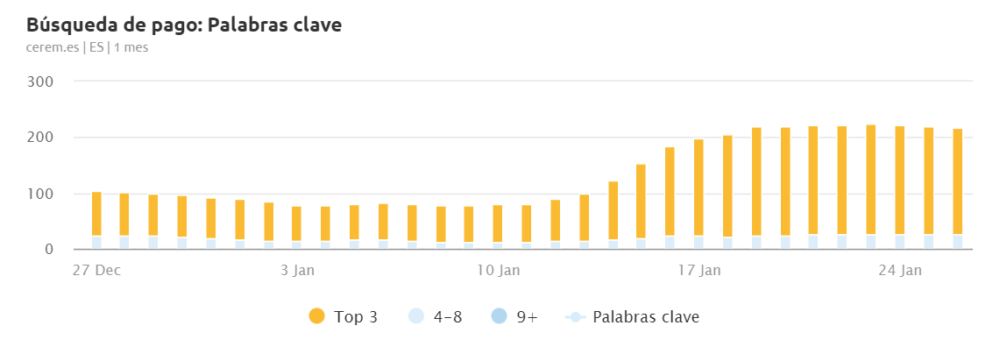 Búsqueda de pago: Palabras clave
cerem.es | ES | 1 mes
300
200
100
0
27 Dec 3 Jan 10 Jan 17 Jan 24 Jan
Top 3 4–8 9+ Palabras clave